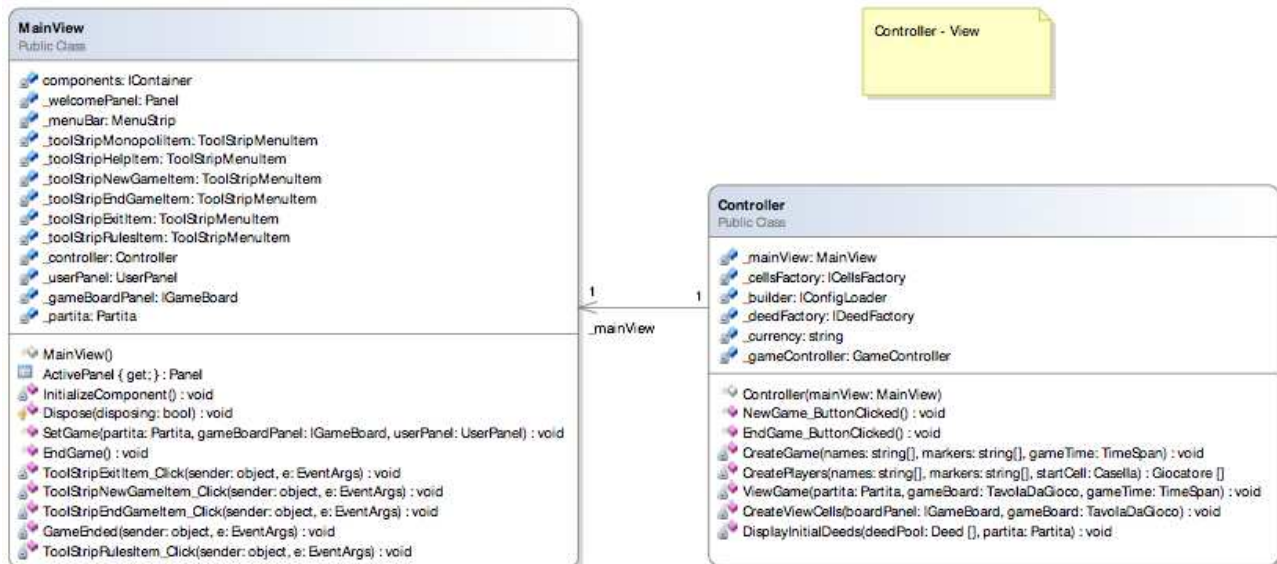 MainView
Public Class
components: IContainer
_welcomePanel: Panel
_menuBar: MenuStrip
_toolStripMonopoliItem: ToolStripMenuItem
_toolStripHelpItem: ToolStripMenuItem
_toolStripNewGameItem: ToolStripMenuItem
_toolStripEndGameItem: ToolStripMenuItem
_toolStripExitItem: ToolStripMenuItem
_toolStripRulesItem: ToolStripMenuItem
_controller: Controller
_userPanel: UserPanel
_gameBoardPanel: IGameBoard
_partita: Partita
MainView()
ActivePanel { get; } : Panel
InitializeComponent() : void
Dispose(disposing: bool) : void
SetGame(partita: Partita, gameBoardPanel: IGameBoard, userPanel: UserPanel) : void
EndGame() : void
ToolStripExitItem_Click(sender: object, e: EventArgs) : void
ToolStripNewGameItem_Click(sender: object, e: EventArgs) : void
ToolStripEndGameItem_Click(sender: object, e: EventArgs) : void
GameEnded(sender: object, e: EventArgs) : void
ToolStripRulesItem_Click(sender: object, e: EventArgs) : void
1
1
_mainView
Controller - View
Controller
Public Class
_mainView: MainView
_cellsFactory: ICellsFactory
_builder: IConfigLoader
_deedFactory: IDeedFactory
_currency: string
_gameController: GameController
Controller(mainView: MainView)
NewGame_ButtonClicked() : void
EndGame_ButtonClicked() : void
CreateGame(names: string[], markers: string[], gameTime: TimeSpan) : void
CreatePlayers(names: string[], markers: string[], startCell: Casella) : Giocatore []
ViewGame(partita: Partita, gameBoard: TavolaDaGioco, gameTime: TimeSpan) : void
CreateViewCells(boardPanel: IGameBoard, gameBoard: TavolaDaGioco) : void
DisplayInitialDeeds(deedPool: Deed [], partita: Partita) : void